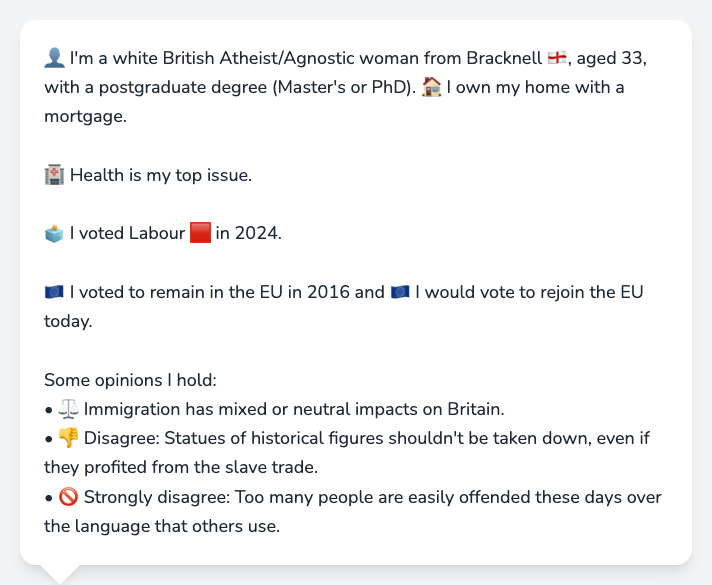 👤 I'm a white British Atheist/Agnostic woman from Bracknell 🏴󠁧󠁢󠁥󠁮󠁧󠁿, aged 33,
with a postgraduate degree (Master's or PhD). 🏠 I own my home with a
mortgage.
🏥 Health is my top issue.
🗳️ I voted Labour 🟥 in 2024.
🇪🇺 I voted to remain in the EU in 2016 and 🇪🇺 I would vote to rejoin the EU
today.
Some opinions I hold:
• ⚖️ Immigration has mixed or neutral impacts on Britain.
• 👎 Disagree: Statues of historical figures shouldn't be taken down, even if
they profited from the slave trade.
• 🚫 Strongly disagree: Too many people are easily offended these days over
the language that others use.